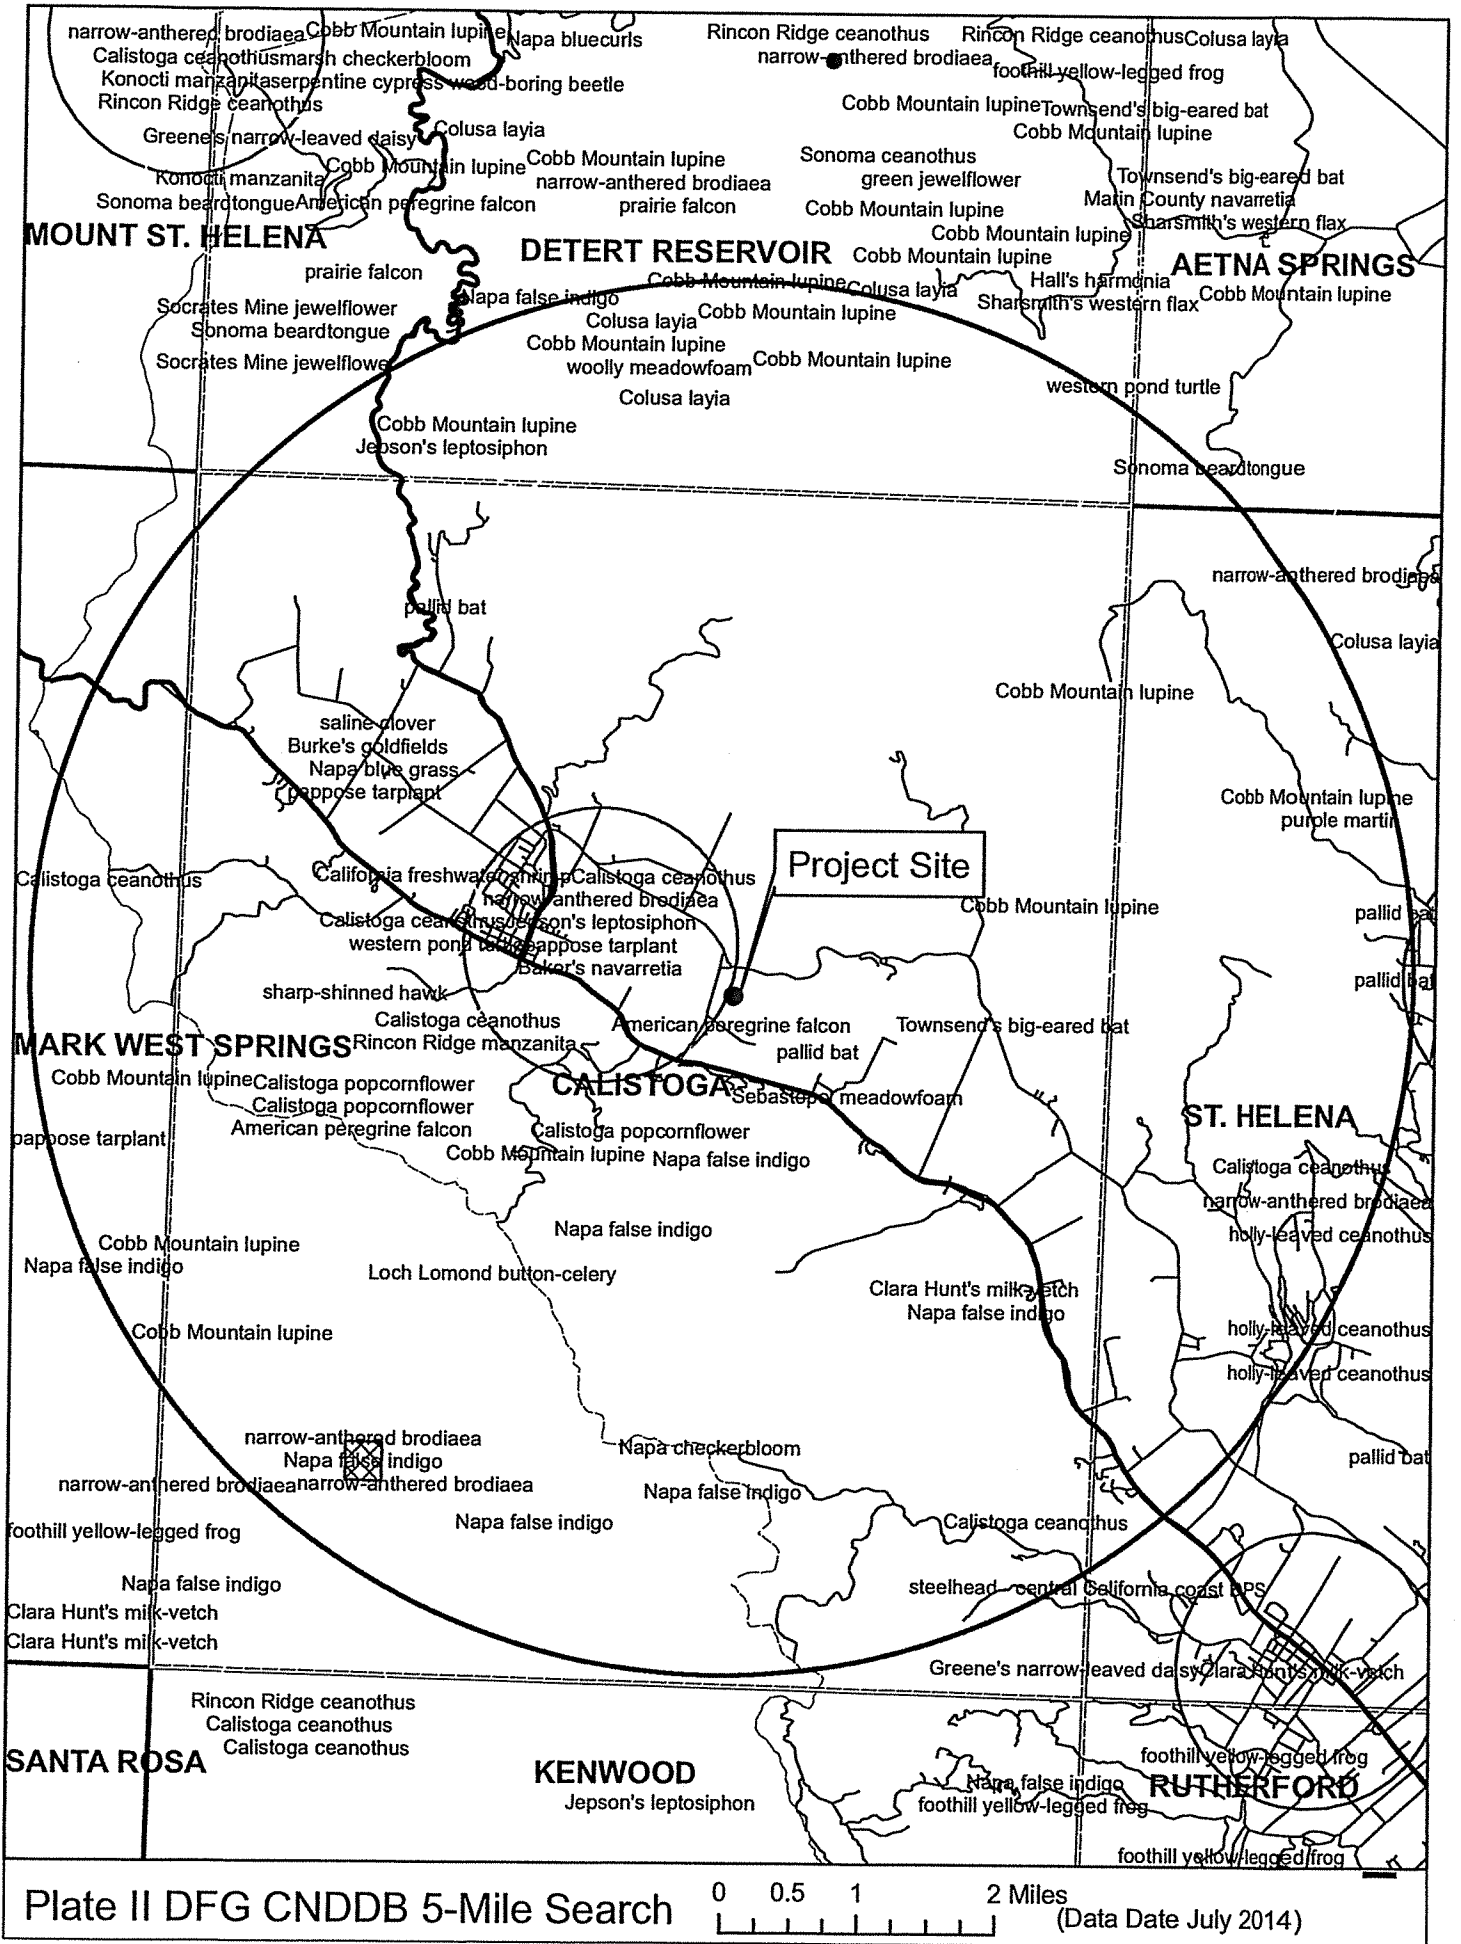 narrow-anthered brodiaea Cobb Mountain lupine Napa bluecurls Rincon Ridge ceanothus Rincon Ridge ceanothus Colusa layia
Calistoga ceanothus marsh checkerbloom narrow-anthered brodiaea
foothill yellow-legged frog
Konocti manzanita serpentine cypress wood-boring beetle
Rincon Ridge ceanothus Cobb Mountain lupine Townsend's big-eared bat
Greene's narrow-leaved daisy Colusa layia Cobb Mountain lupine
Cobb Mountain lupine Cobb Mountain lupine Sonoma ceanothus
Konocti manzanita narrow-anthered brodiaea green jewelflower Townsend's big-eared bat
Sonoma beardtongue American peregrine falcon prairie falcon Cobb Mountain lupine Marin County navarretia
Sharsmith's western flax
MOUNT ST. HELENA Cobb Mountain lupine
DETERT RESERVOIR Cobb Mountain lupine AETNA SPRINGS
prairie falcon Cobb Mountain lupine Colusa layia Hall's harmonia
Socrates Mine jewelflower Napa false indigo Sharsmith's western flax Cobb Mountain lupine
Sonoma beardtongue Colusa layia Cobb Mountain lupine
Cobb Mountain lupine
Socrates Mine jewelflowe woolly meadowfoam Cobb Mountain lupine
Colusa layia western pond turtle
Cobb Mountain lupine
Jepson's leptosiphon
Sonoma beardtongue
narrow-anthered brodiaea
pallid bat
Colusa layia
Cobb Mountain lupine
saline clover
Burke's goldfields
Napa blue grass
pappose tarplant
Cobb Mountain lupine
purple martin
Project Site
Calistoga ceanothus California freshwater shrimp Calistoga ceanothus
narrow-anthered brodiaea Cobb Mountain lupine
Calistoga ceanothus Jepson's leptosiphon pallid bat
western pond turtle pappose tarplant
Baker's navarretia pallid bat
sharp-shinned hawk
Calistoga ceanothus American peregrine falcon Townsend's big-eared bat
MARK WEST SPRINGS Rincon Ridge manzanita pallid bat
Cobb Mountain lupine Calistoga popcornflower CALISTOGA Sebastopol meadowfoam
Calistoga popcornflower ST. HELENA
pappose tarplant American peregrine falcon Calistoga popcornflower
Cobb Mountain lupine Napa false indigo Calistoga ceanothus
narrow-anthered brodiaea
Cobb Mountain lupine Napa false indigo holly-leaved ceanothus
Napa false indigo Loch Lomond button-celery
Clara Hunt's milk-vetch
Napa false indigo
Cobb Mountain lupine holly-leaved ceanothus
holly-leaved ceanothus
narrow-anthered brodiaea Napa checkerbloom
Napa false indigo pallid bat
narrow-anthered brodiaea narrow-anthered brodiaea Napa false indigo
foothill yellow-legged frog Napa false indigo Calistoga ceanothus
Napa false indigo steelhead - central California coast DPS
Clara Hunt's milk-vetch
Clara Hunt's milk-vetch
Greene's narrow-leaved daisy Clara Hunt's milk-vetch
Rincon Ridge ceanothus
Calistoga ceanothus
Calistoga ceanothus
SANTA ROSA KENWOOD foothill yellow-legged frog
Napa false indigo RUTHERFORD
Jepson's leptosiphon foothill yellow-legged frog
foothill yellow-legged frog
Plate II DFG CNDDB 5-Mile Search
0 0.5 1 2 Miles
(Data Date July 2014)